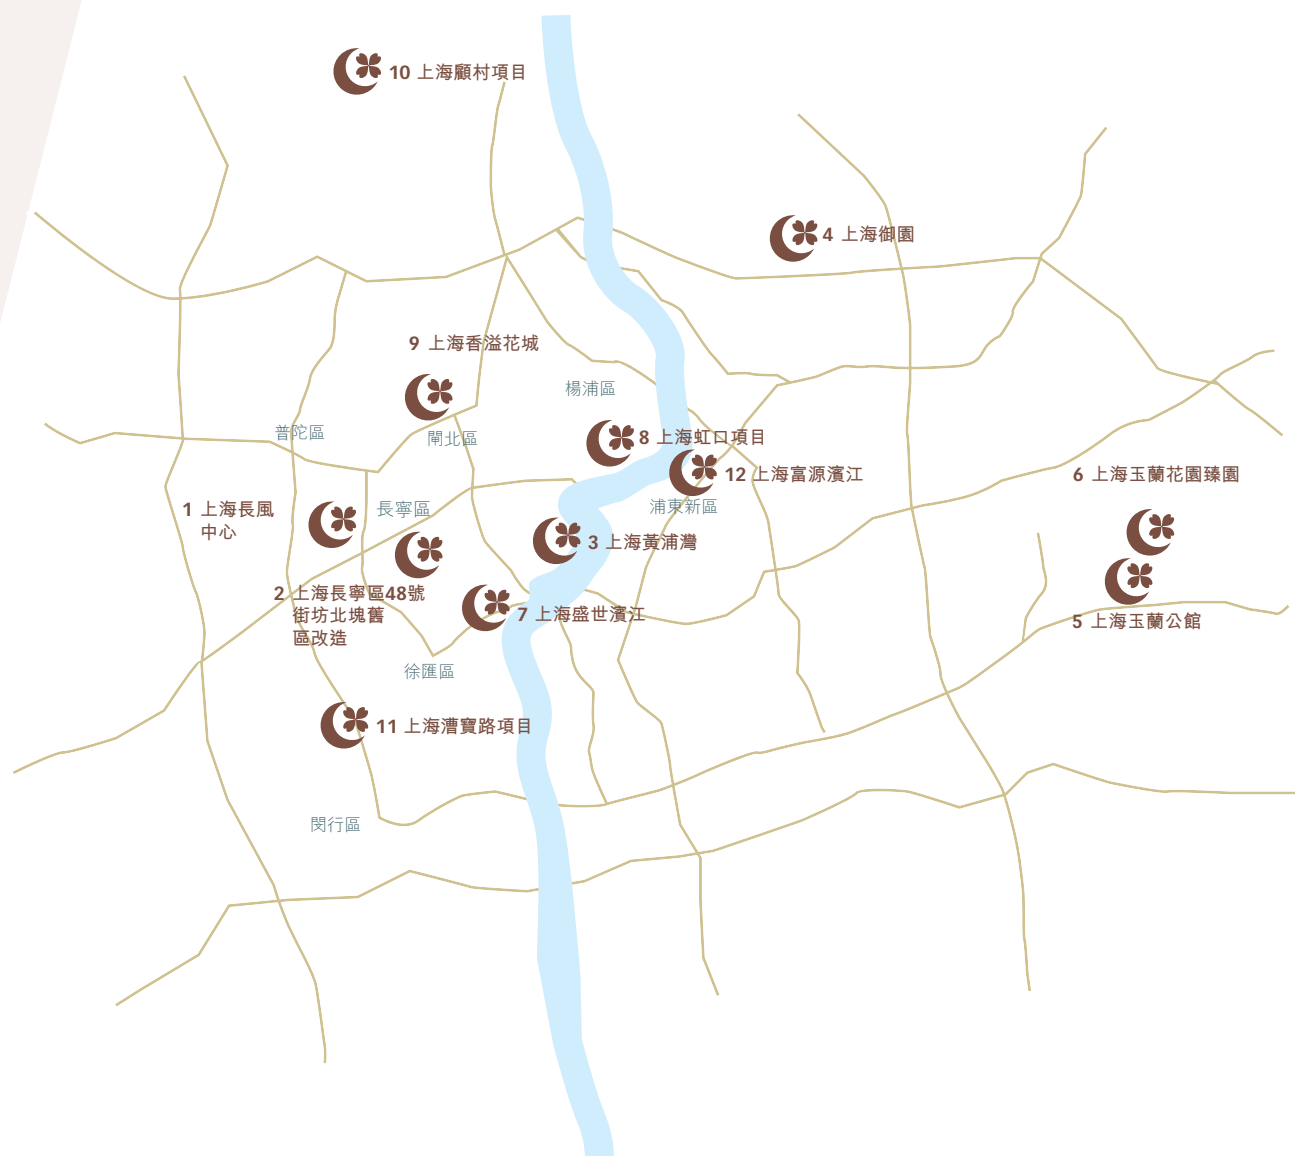 10 上海顧村項目
4 上海御園
9 上海香溢花城
楊浦區
普陀區
閘北區
8 上海虹口項目
12 上海富源濱江
6 上海玉蘭花園臻園
1 上海長風
中心
長寧區
浦東新區
3 上海黃浦灣
2 上海長寧區48號
街坊北塊舊
區改造
7 上海盛世濱江
5 上海玉蘭公館
徐匯區
11 上海漕寶路項目
閔行區